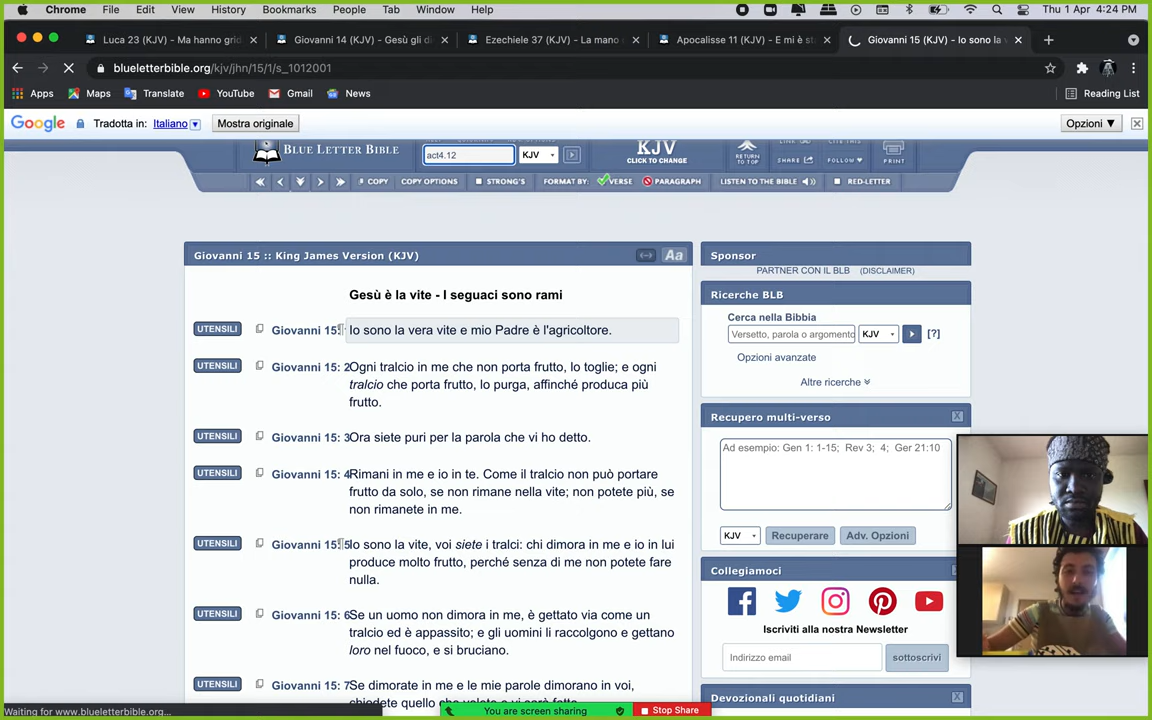 Chrome File Edit View History Bookmarks People Tab Window Help Thu 1 Apr 4:24 PM
Luca 23 (KJV) - Ma hanno grid × Giovanni 14 (KJV) - Gesù gli d × Ezechiele 37 (KJV) - La mano × Apocalisse 11 (KJV) - E mi è st × Giovanni 15 (KJV) - Io sono la × +
blueletterbible.org/kjv/jhn/15/1/s_1012001
Apps Maps Translate YouTube Gmail News Reading List
Google Tradotta in: Italiano Mostra originale Opzioni ▼
BLUE LETTER BIBLE act4.12 KJV KJV CLICK TO CHANGE RETURN TO TOP SHARE FOLLOW PRINT
COPY COPY OPTIONS STRONG'S FORMAT BY: VERSE PARAGRAPH LISTEN TO THE BIBLE RED-LETTER
Giovanni 15 :: King James Version (KJV) Aa
Gesù è la vite - I seguaci sono rami
UTENSILI Giovanni 15: Io sono la vera vite e mio Padre è l'agricoltore.
UTENSILI Giovanni 15: 2 Ogni tralcio in me che non porta frutto, lo toglie; e ogni
tralcio che porta frutto, lo purga, affinché produca più
frutto.
UTENSILI Giovanni 15: 3 Ora siete puri per la parola che vi ho detto.
UTENSILI Giovanni 15: 4 Rimani in me e io in te. Come il tralcio non può portare
frutto da solo, se non rimane nella vite; non potete più, se
non rimanete in me.
UTENSILI Giovanni 15: 5 Io sono la vite, voi siete i tralci: chi dimora in me e io in lui
produce molto frutto, perché senza di me non potete fare
nulla.
UTENSILI Giovanni 15: 6 Se un uomo non dimora in me, è gettato via come un
tralcio ed è appassito; e gli uomini li raccolgono e gettano
loro nel fuoco, e si bruciano.
UTENSILI Giovanni 15: 7 Se dimorate in me e le mie parole dimorano in voi,
Sponsor
PARTNER CON IL BLB (DISCLAIMER)
Ricerche BLB
Cerca nella Bibbia
Versetto, parola o argomento KJV [?]
Opzioni avanzate
Altre ricerche
Recupero multi-verso X
Ad esempio: Gen 1: 1-15; Rev 3; 4; Ger 21:10
KJV Recuperare Adv. Opzioni
Collegiamoci
Iscriviti alla nostra Newsletter
Indirizzo email sottoscrivi
Devozionali quotidiani X
Waiting for www.blueletterbible.org...
You are screen sharing Stop Share